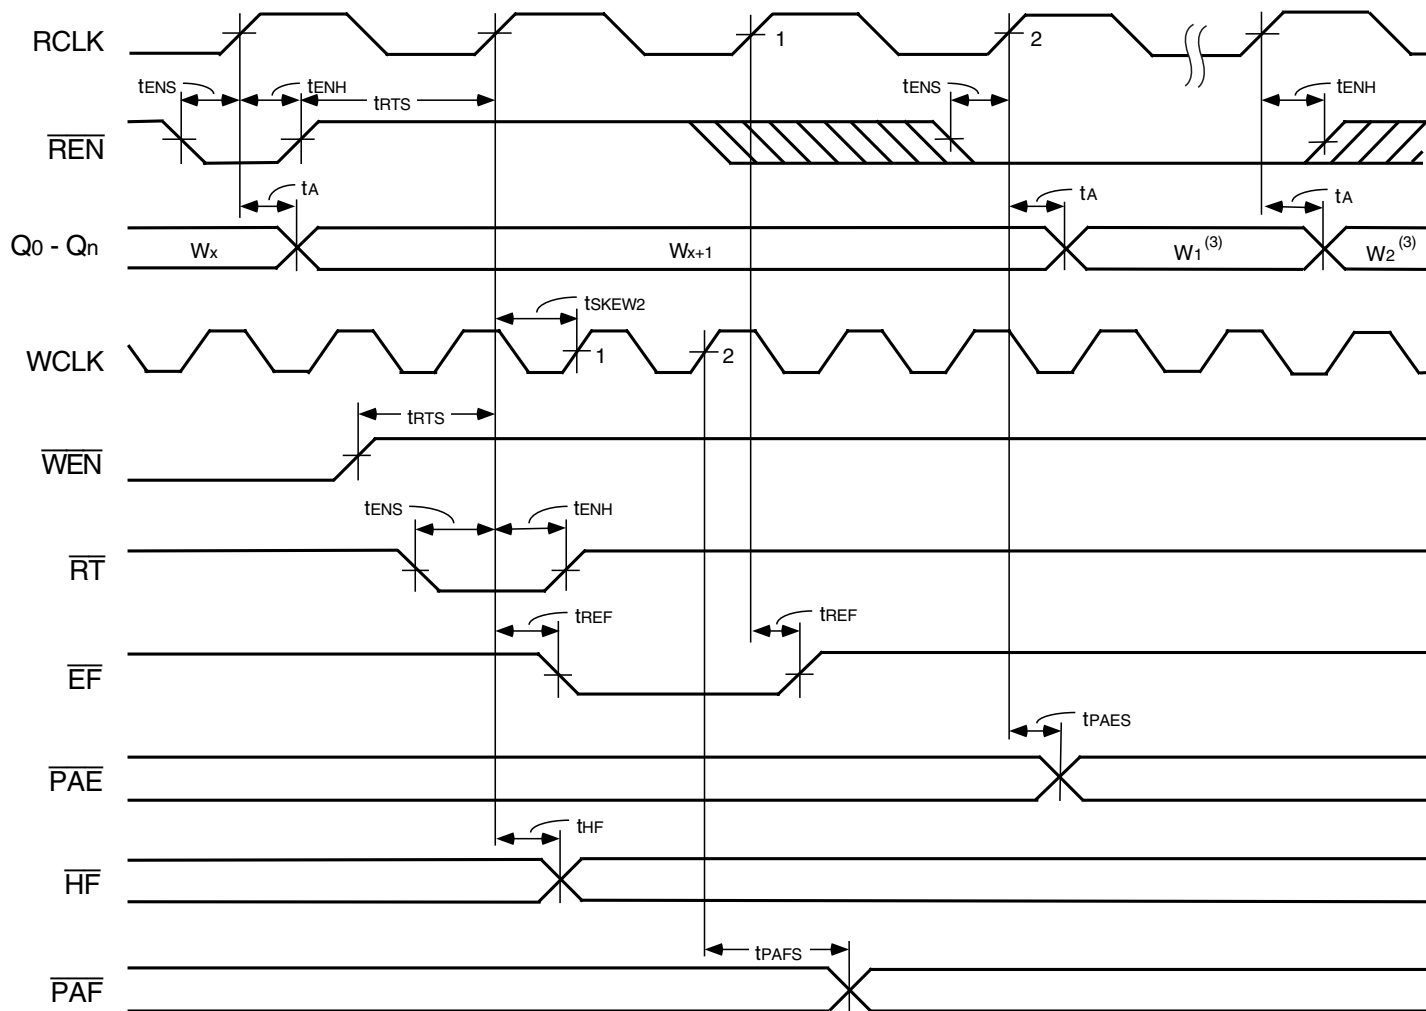 RCLK
1
2
tENS
tENH
tRTS
tENS
tENH
REN
tA
tA
tA
Q0 - Qn
Wx
Wx+1
W1(3)
W2(3)
tSKEW2
WCLK
1
2
tRTS
WEN
tENS
tENH
RT
tREF
tREF
EF
tPAES
PAE
tHF
HF
tPAFS
PAF